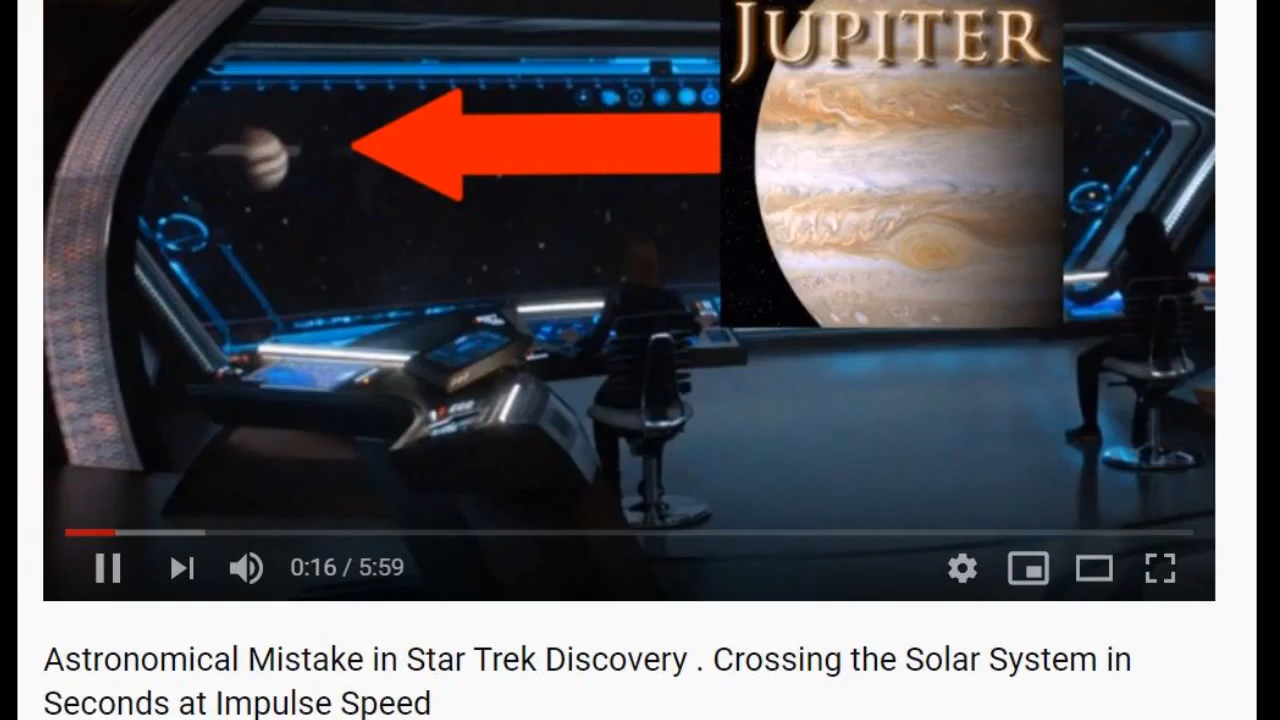 JUPITER
0:16 / 5:59
Astronomical Mistake in Star Trek Discovery . Crossing the Solar System in
Seconds at Impulse Speed